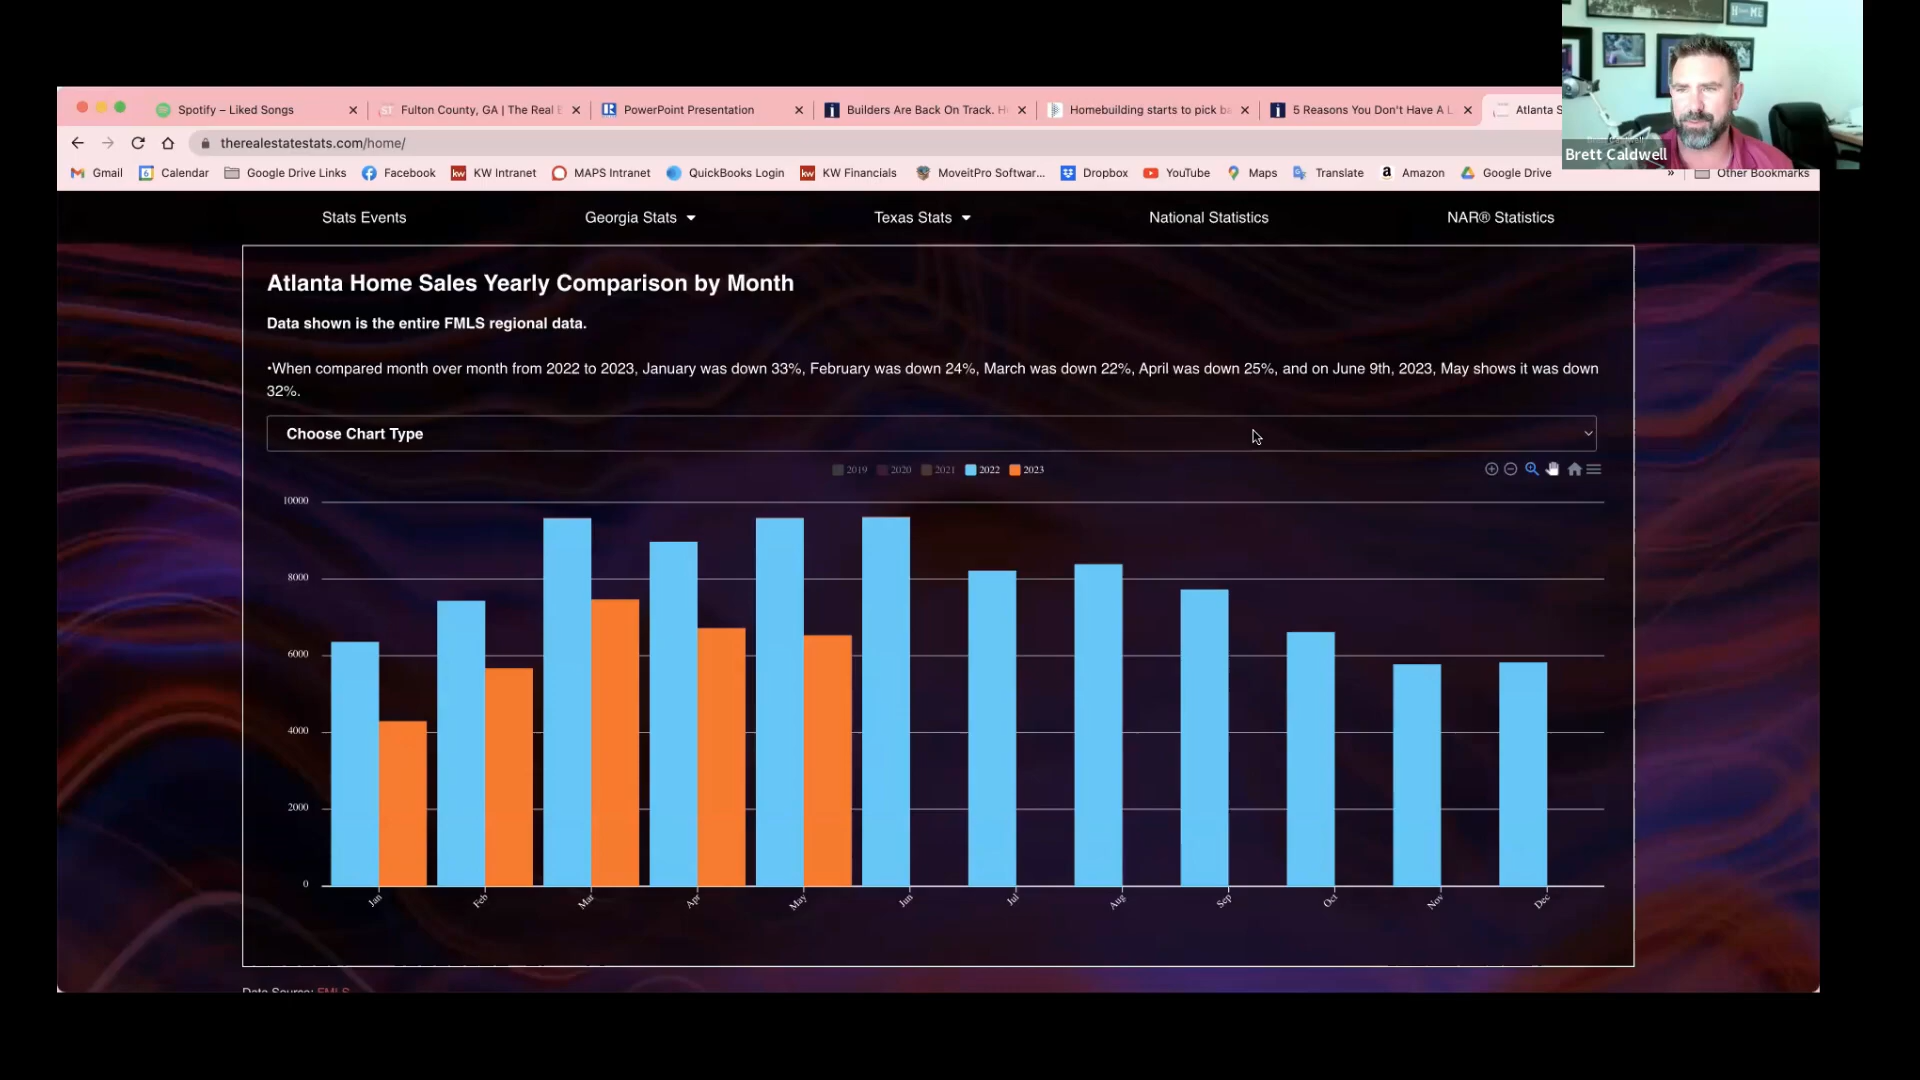 H♥ME
Spotify – Liked Songs
Fulton County, GA | The Real E
PowerPoint Presentation
Builders Are Back On Track. H
Homebuilding starts to pick ba
5 Reasons You Don't Have A L
Atlanta S
therealestatestats.com/home/
Brett Caldwell
Gmail
Calendar
Google Drive Links
Facebook
KW Intranet
MAPS Intranet
QuickBooks Login
KW Financials
MoveitPro Softwar...
Dropbox
YouTube
Maps
Translate
Amazon
Google Drive
»
Other Bookmarks
Stats Events
Georgia Stats
Texas Stats
National Statistics
NAR® Statistics
Atlanta Home Sales Yearly Comparison by Month
Data shown is the entire FMLS regional data.
•When compared month over month from 2022 to 2023, January was down 33%, February was down 24%, March was down 22%, April was down 25%, and on June 9th, 2023, May shows it was down
32%.
Choose Chart Type
2019 2020 2021 2022 2023
10000
8000
6000
4000
2000
0
Jan Feb Mar Apr May Jun Jul Aug Sep Oct Nov Dec
Data Source: FMLS